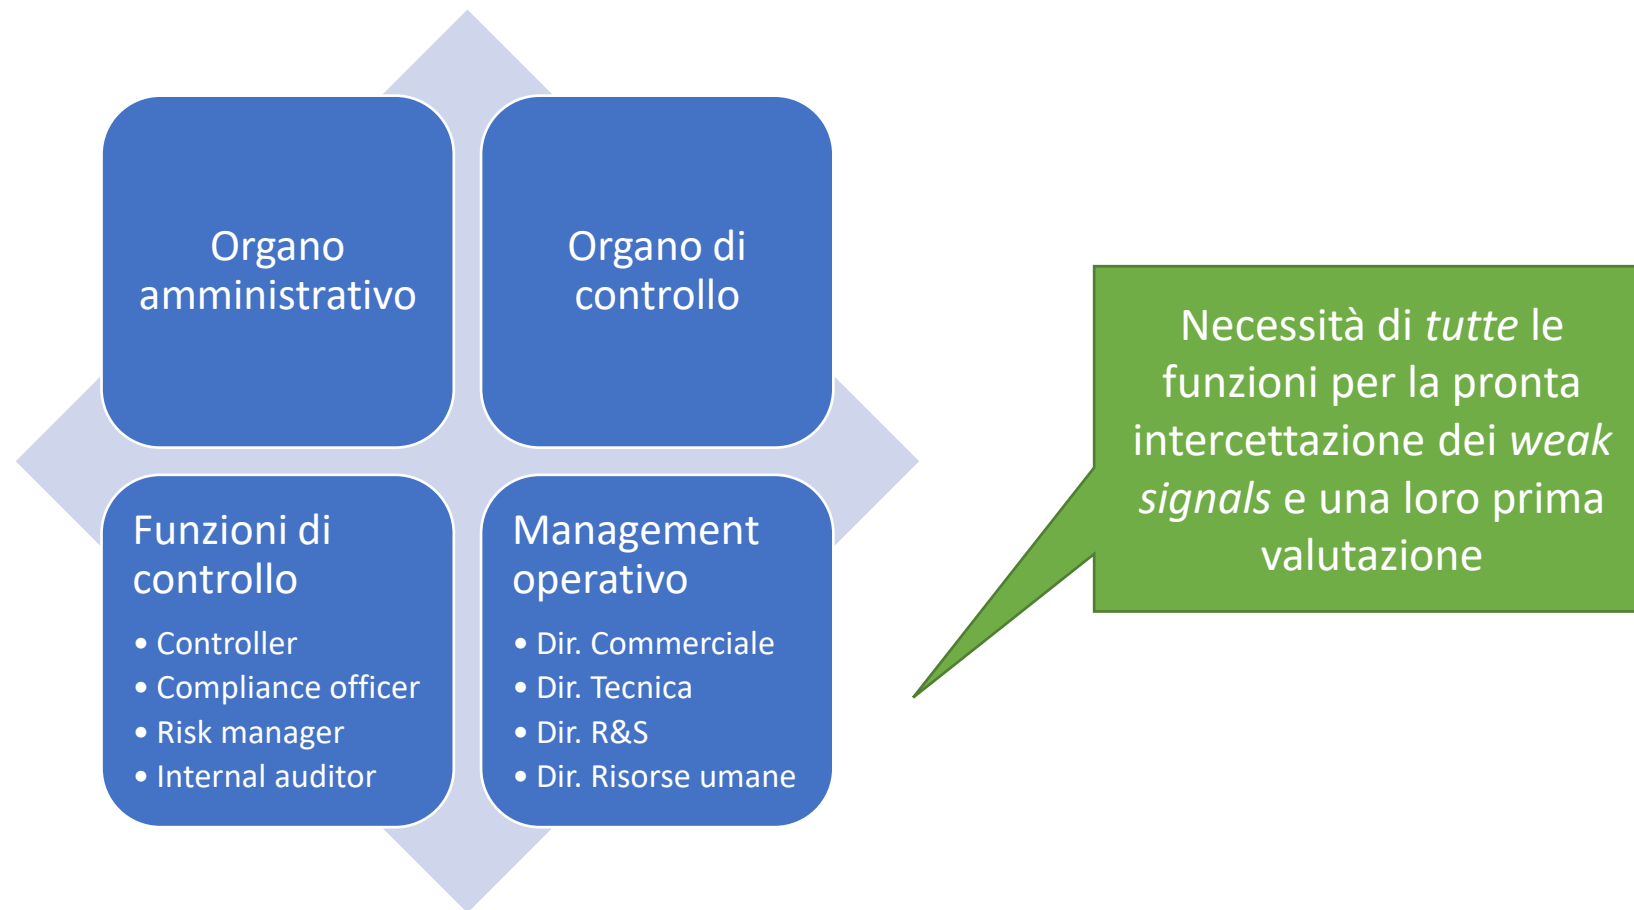 Organo
amministrativo
Organo di
controllo
Funzioni di
controllo
• Controller
• Compliance officer
• Risk manager
• Internal auditor
Management
operativo
• Dir. Commerciale
• Dir. Tecnica
• Dir. R&S
• Dir. Risorse umane
Necessità di tutte le
funzioni per la pronta
intercettazione dei weak
signals e una loro prima
valutazione